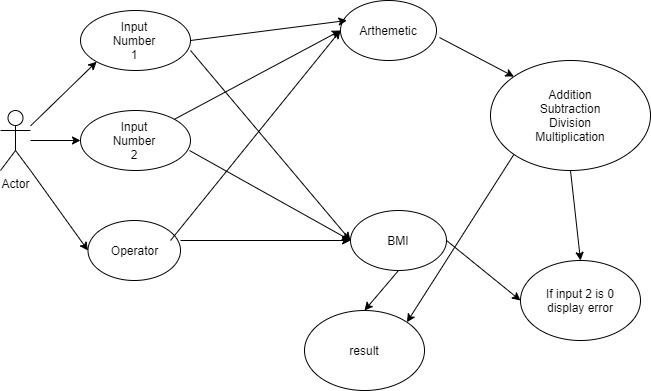 Input
Number
1
Arthemetic
Addition
Subtraction
Division
Multiplication
Input
Number
2
Actor
Operator
BMI
If input 2 is 0
display error
result